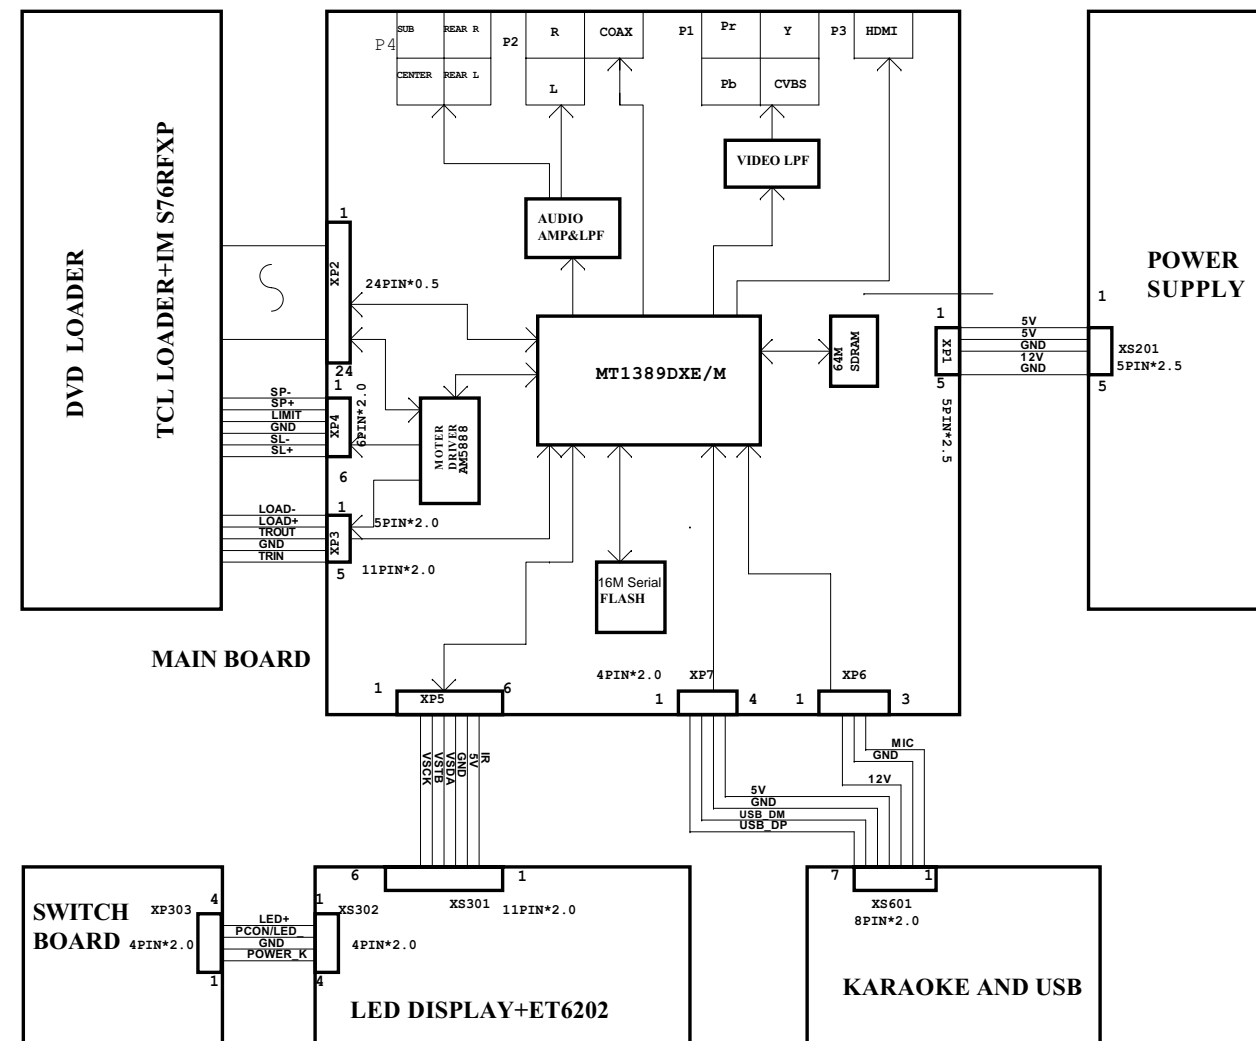 SUB
REAR R
P4
CENTER
REAR L
P2
R
COAX
L
P1
Pr
Y
Pb
CVBS
P3
HDMI
VIDEO LPF
AUDIO
AMP&LPF
DVD LOADER
TCL LOADER+IM S76RFXP
1
XP2
24PIN*0.5
24
MT1389DXE/M
64M
SDRAM
POWER
SUPPLY
1
XP1
5
5PIN*2.5
5V
5V
GND
12V
GND
1
XS201
5PIN*2.5
5
1
XP4
6PIN*2.0
6
SP-
SP+
LIMIT
GND
SL-
SL+
MOTER
DRIVER
AM5888
LOAD-
LOAD+
TROUT
GND
TRIN
1
XP3
5
5PIN*2.0
11PIN*2.0
16M Serial
FLASH
MAIN BOARD
1
XP5
6
4PIN*2.0
XP7
1
4
XP6
1
3
VSCK
VSTB
VSDA
GND
5V
IR
MIC
GND
12V
5V
GND
USB_DM
USB_DP
6
1
XS301
11PIN*2.0
7
1
XS601
8PIN*2.0
SWITCH
BOARD
XP303
4
4PIN*2.0
1
LED+
PCON/LED_
GND
POWER_K
1
XS302
4PIN*2.0
4
LED DISPLAY+ET6202
KARAOKE AND USB